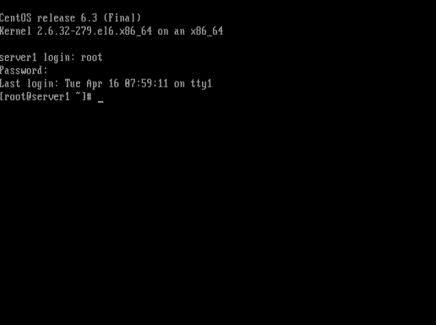 CentOS release 6.3 (Final)
Kernel 2.6.32-279.el6.x86_64 on an x86_64
server1 login: root
Password:
Last login: Tue Apr 16 07:59:11 on tty1
[root@server1 ~]# _